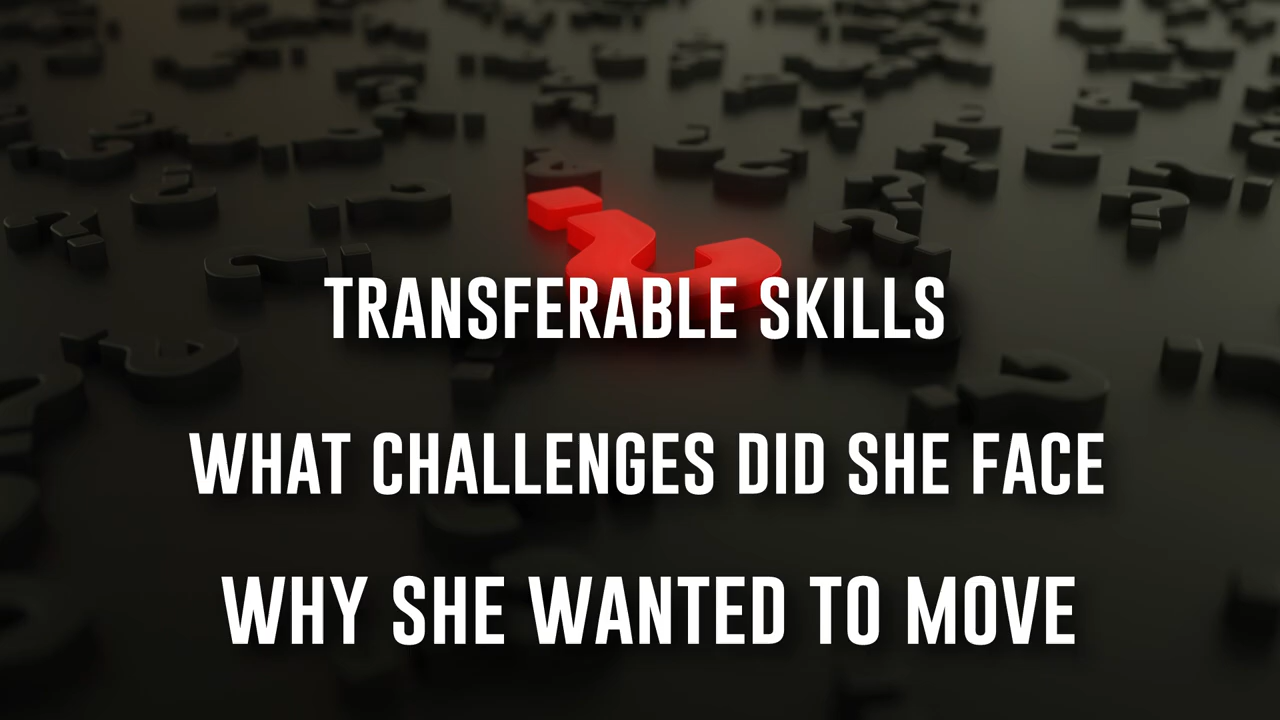 TRANSFERABLE SKILLS
WHAT CHALLENGES DID SHE FACE
WHY SHE WANTED TO MOVE